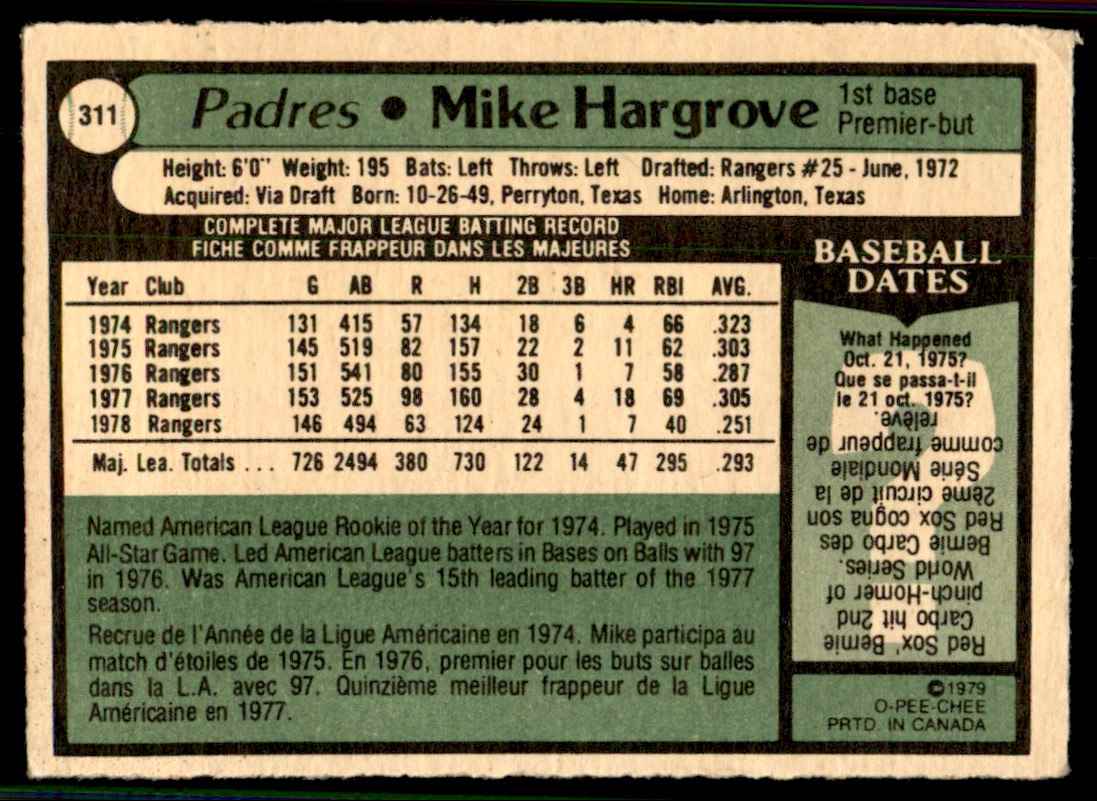 311
Padres • Mike Hargrove
1st base
Premier-but
Height: 6'0" Weight: 195 Bats: Left Throws: Left Drafted: Rangers #25 - June, 1972
Acquired: Via Draft Born: 10-26-49, Perryton, Texas Home: Arlington, Texas
COMPLETE MAJOR LEAGUE BATTING RECORD
FICHE COMME FRAPPEUR DANS LES MAJEURES
Year Club G AB R H 2B 3B HR RBI AVG.
1974 Rangers 131 415 57 134 18 6 4 66 .323
1975 Rangers 145 519 82 157 22 2 11 62 .303
1976 Rangers 151 541 80 155 30 1 7 58 .287
1977 Rangers 153 525 98 160 28 4 18 69 .305
1978 Rangers 146 494 63 124 24 1 7 40 .251
Maj. Lea. Totals ... 726 2494 380 730 122 14 47 295 .293
Named American League Rookie of the Year for 1974. Played in 1975
All-Star Game. Led American League batters in Bases on Balls with 97
in 1976. Was American League's 15th leading batter of the 1977
season.
Recrue de l'Année de la Ligue Américaine en 1974. Mike participa au
match d'étoiles de 1975. En 1976, premier pour les buts sur balles
dans la L.A. avec 97. Quinzième meilleur frappeur de la Ligue
Américaine en 1977.
BASEBALL
DATES
What Happened
Oct. 21, 1975?
Que se passa-t-il
le 21 oct. 1975?
Red Sox' Bernie
Carbo hit 2nd
pinch-Homer of
World Series.
Bernie Carbo des
Red Sox cogna son
2ème circuit de la
Série Mondiale
comme frappeur de
relève.
©1979
O-PEE-CHEE
PRTD. IN CANADA